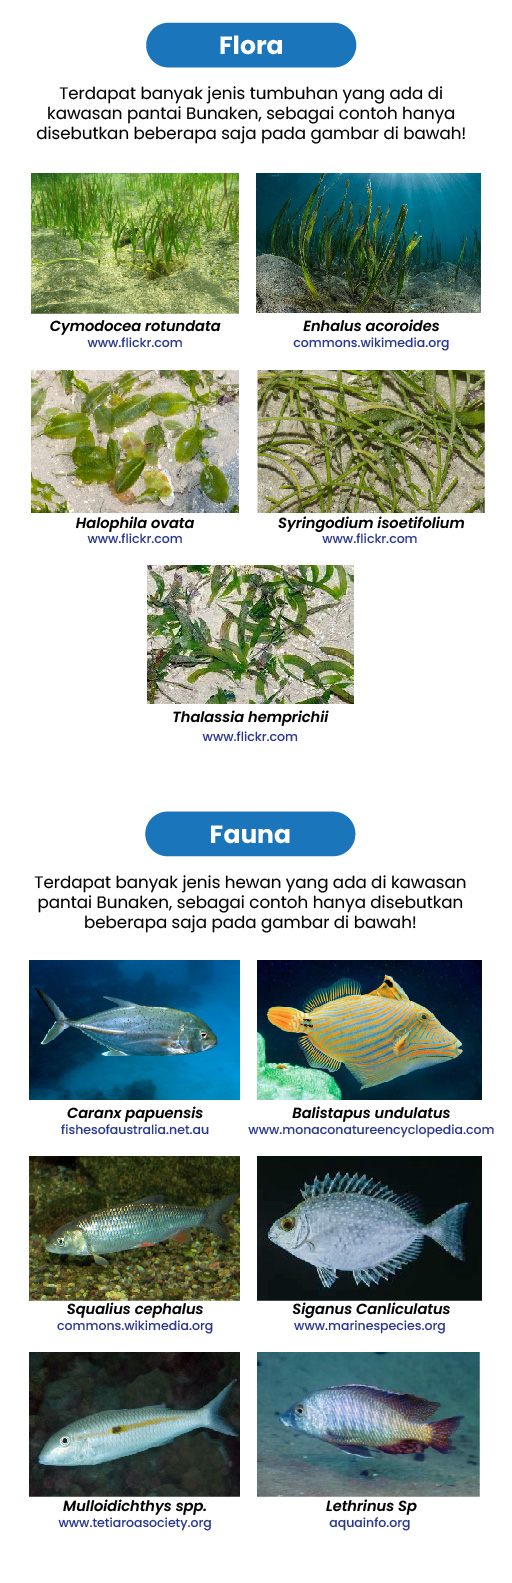 Flora
Terdapat banyak jenis tumbuhan yang ada di
kawasan pantai Bunaken, sebagai contoh hanya
disebutkan beberapa saja pada gambar di bawah!
Cymodocea rotundata
www.flickr.com
Enhalus acoroides
commons.wikimedia.org
Halophila ovata
www.flickr.com
Syringodium isoetifolium
www.flickr.com
Thalassia hemprichii
www.flickr.com
Fauna
Terdapat banyak jenis hewan yang ada di kawasan
pantai Bunaken, sebagai contoh hanya disebutkan
beberapa saja pada gambar di bawah!
Caranx papuensis
fishesofaustralia.net.au
Balistapus undulatus
www.monaconatureencyclopedia.com
Squalius cephalus
commons.wikimedia.org
Siganus Canliculatus
www.marinespecies.org
Mulloidichthys spp.
www.tetiaroasociety.org
Lethrinus Sp
aquainfo.org